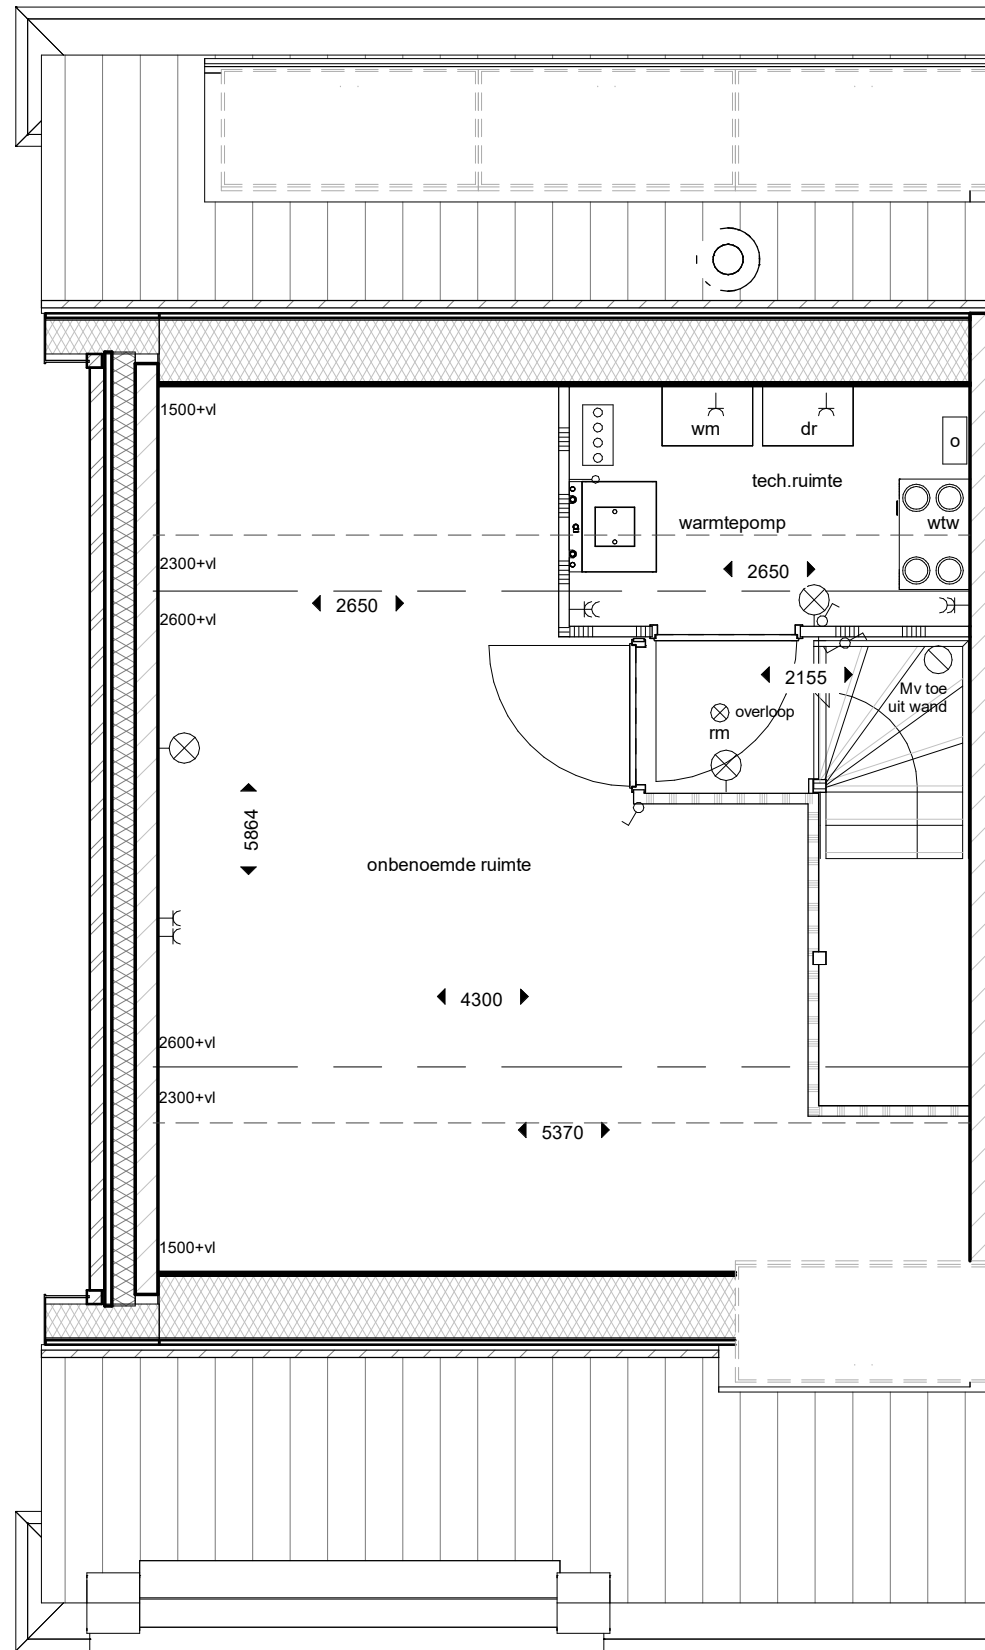 1500+vl
wm
dr
o
tech.ruimte
warmtepomp
wtw
2300+vl
2650
2650
2600+vl
2155
Mv toe
uit wand
overloop
rm
5864
onbenoemde ruimte
4300
2600+vl
2300+vl
5370
1500+vl